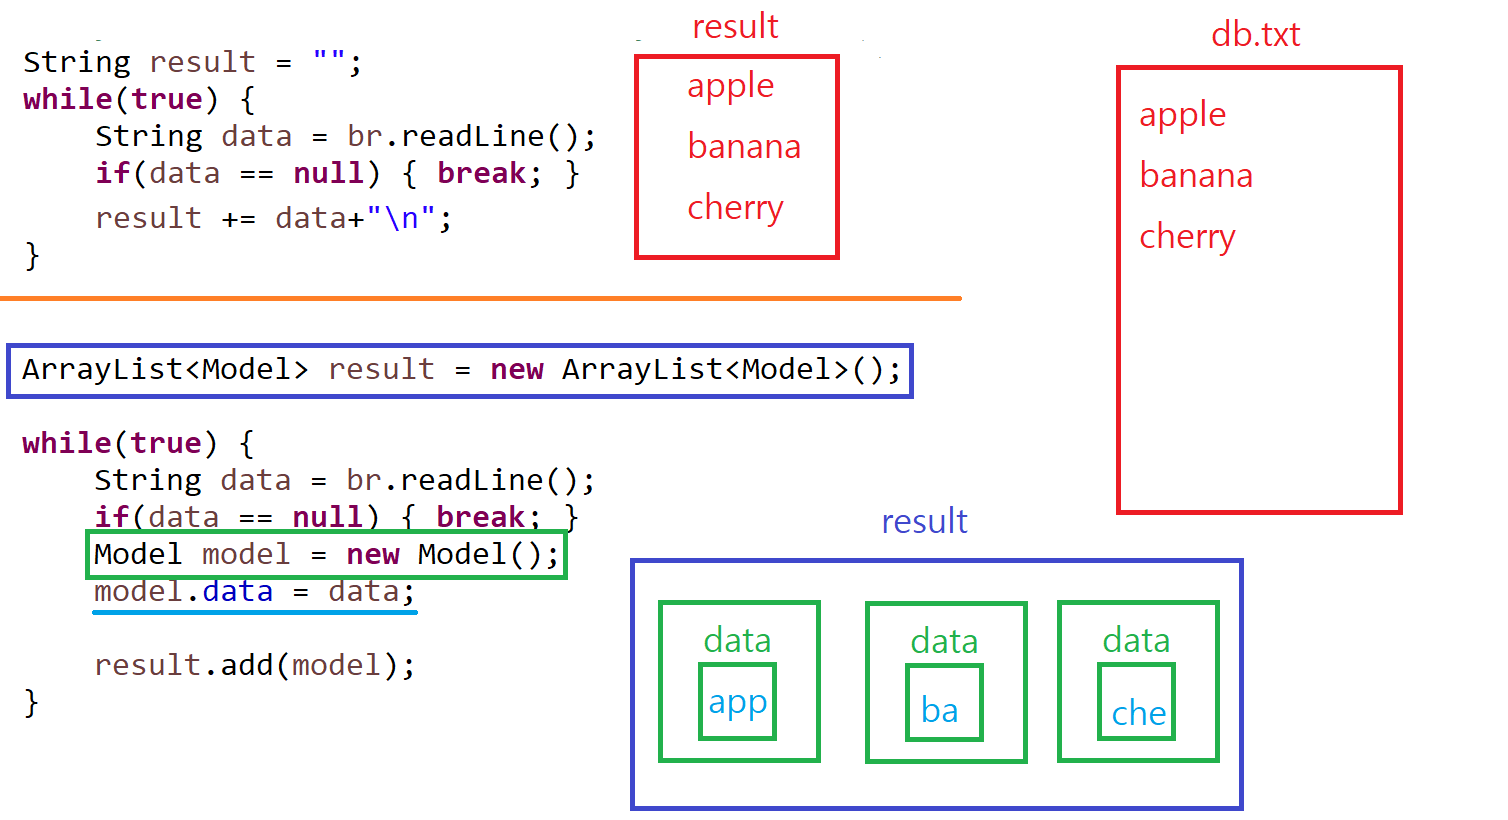 String result = "";
while(true) {
String data = br.readLine();
if(data == null) { break; }
result += data+"\n";
}
result
apple
banana
cherry
db.txt
apple
banana
cherry
ArrayList<Model> result = new ArrayList<Model>();
while(true) {
String data = br.readLine();
if(data == null) { break; }
Model model = new Model();
model.data = data;
result.add(model);
}
result
data
app
data
ba
data
che